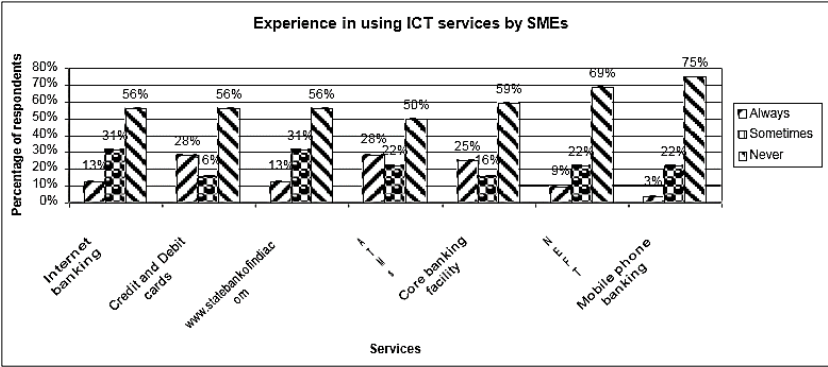 Experience in using ICT services by SMEs
Percentage of respondents
80%
70%
60%
50%
40%
30%
20%
10%
0%
13%
31%
56%
28%
16%
56%
13%
31%
56%
28%
22%
50%
25%
16%
59%
9%
22%
69%
3%
22%
75%
Always
Sometimes
Never
Internet
banking
Credit and Debit
cards
www.statebankofindia.c
om
ATMs
Core banking
facility
NEFT
Mobile phone
banking
Services